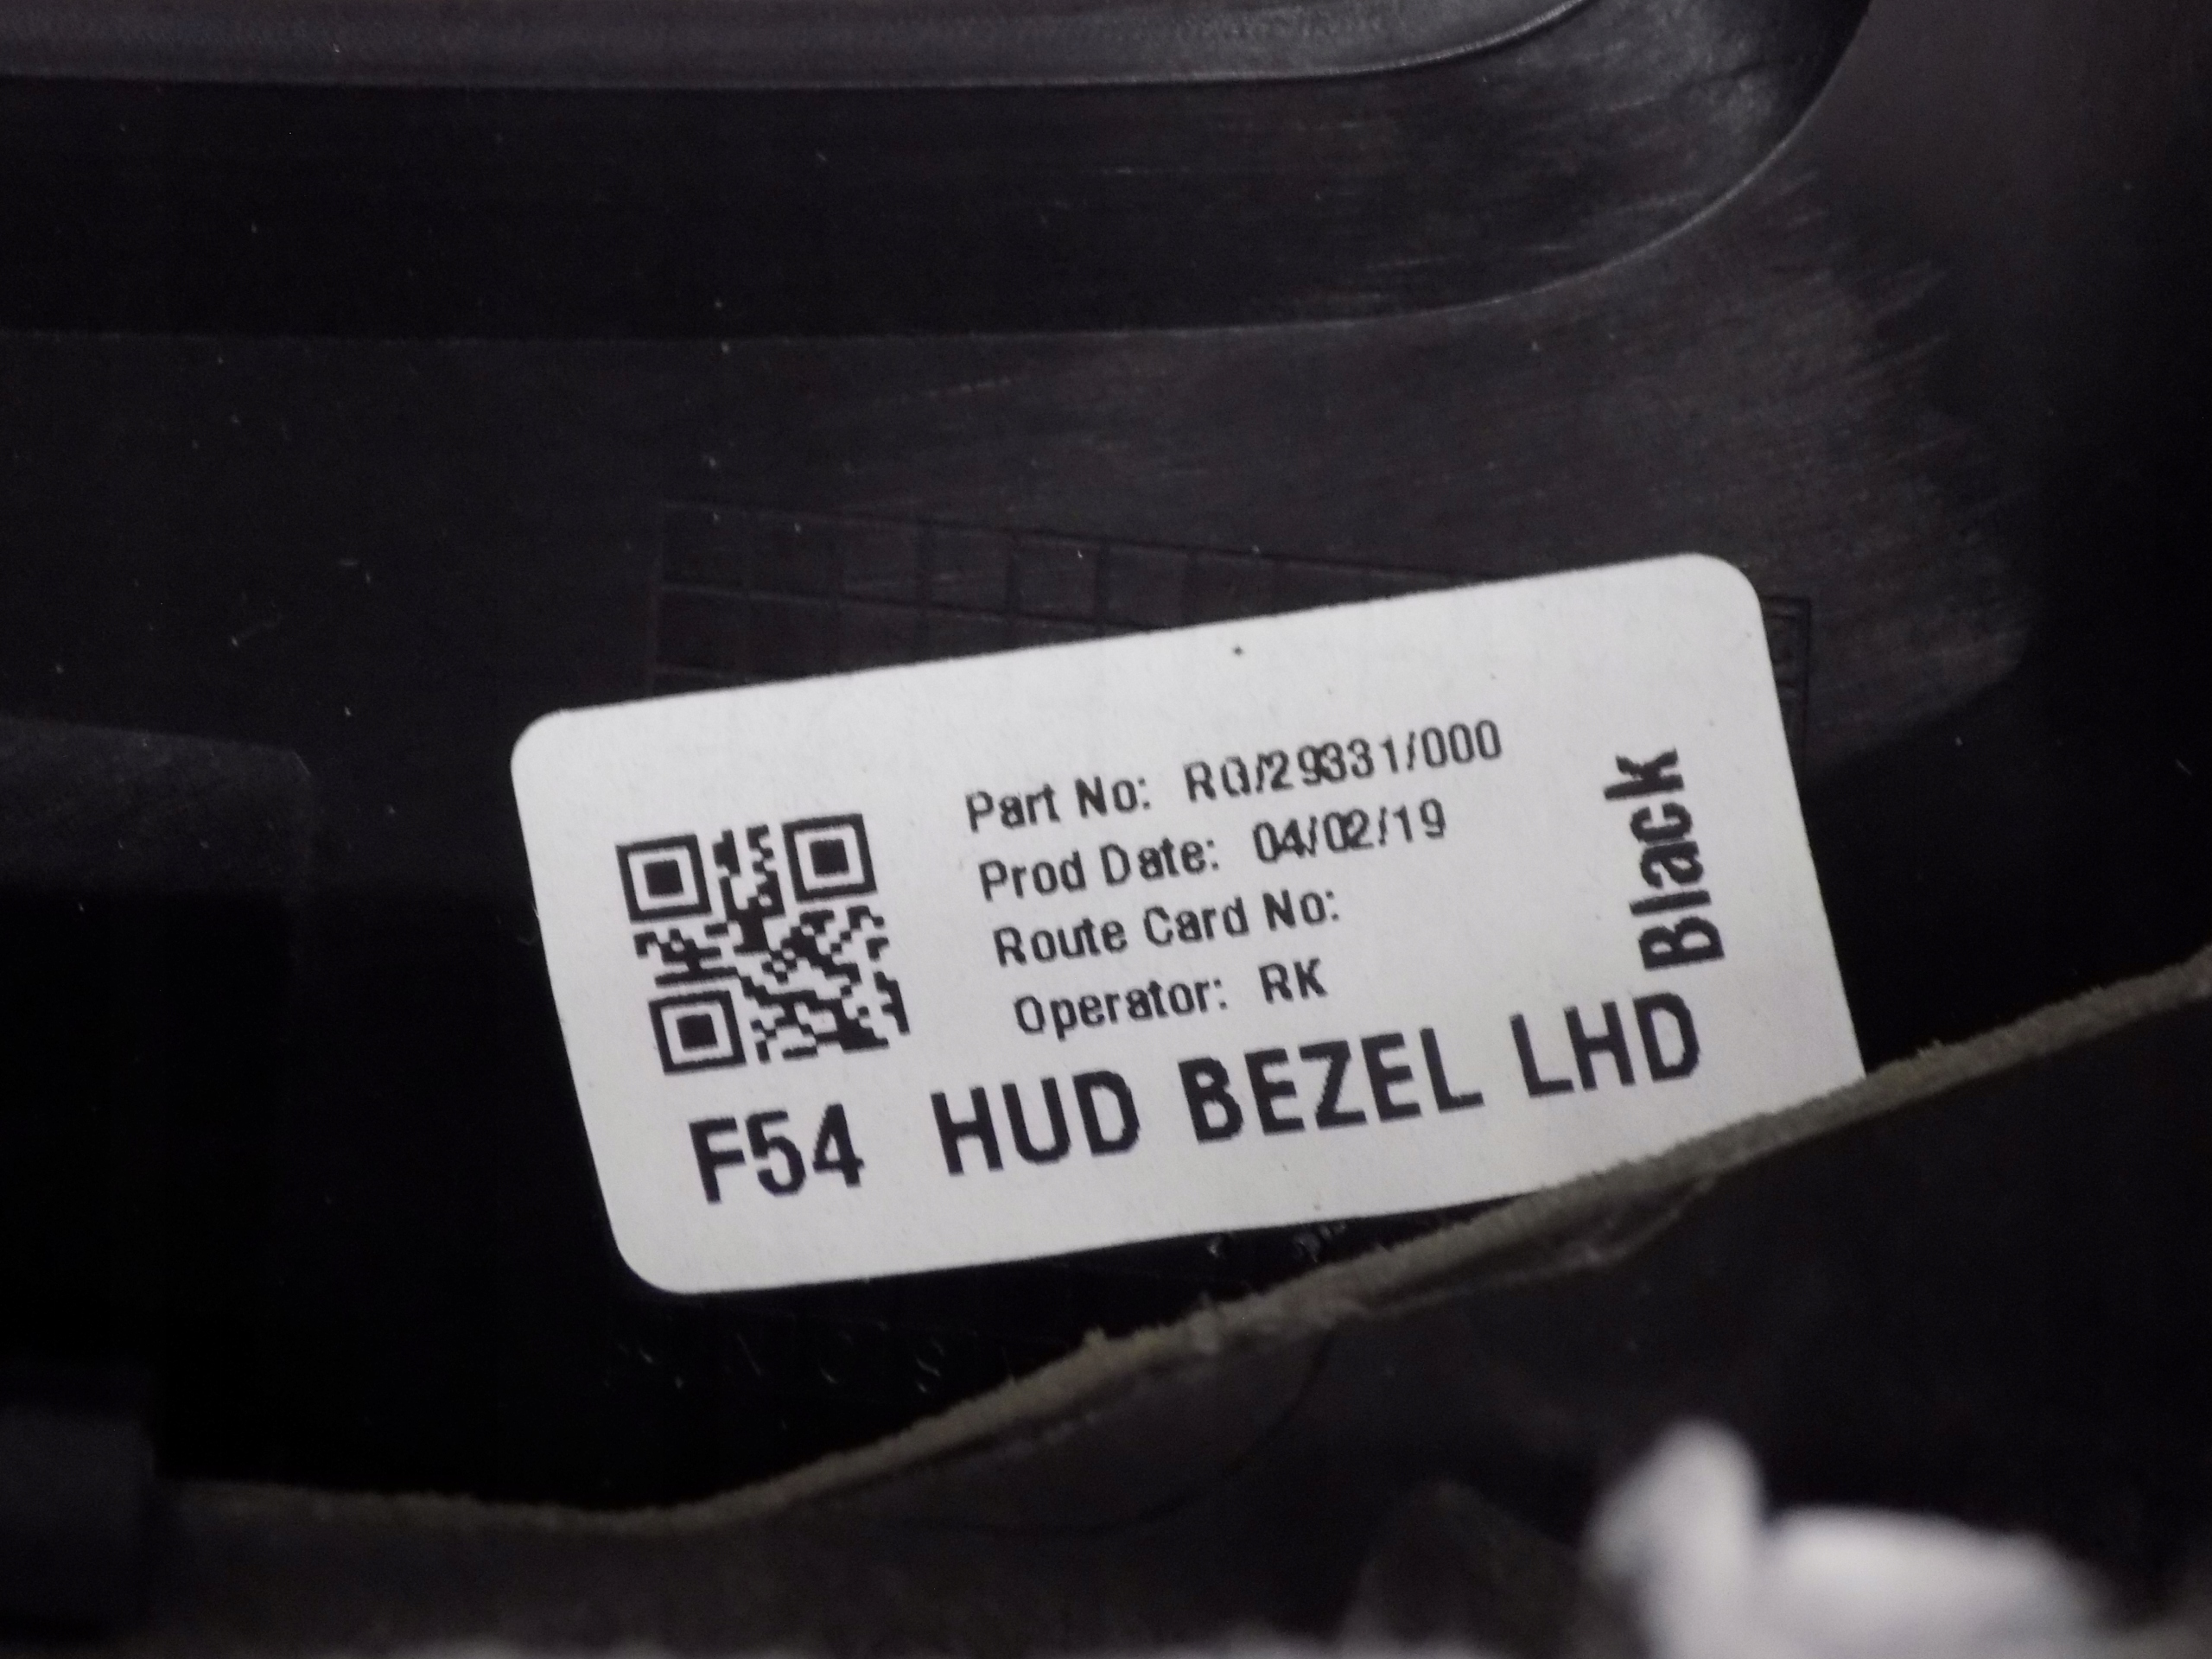 Part No: RQ/29331/000
Prod Date: 04/02/19
Route Card No:
Operator: RK
Black
F54 HUD BEZEL LHD